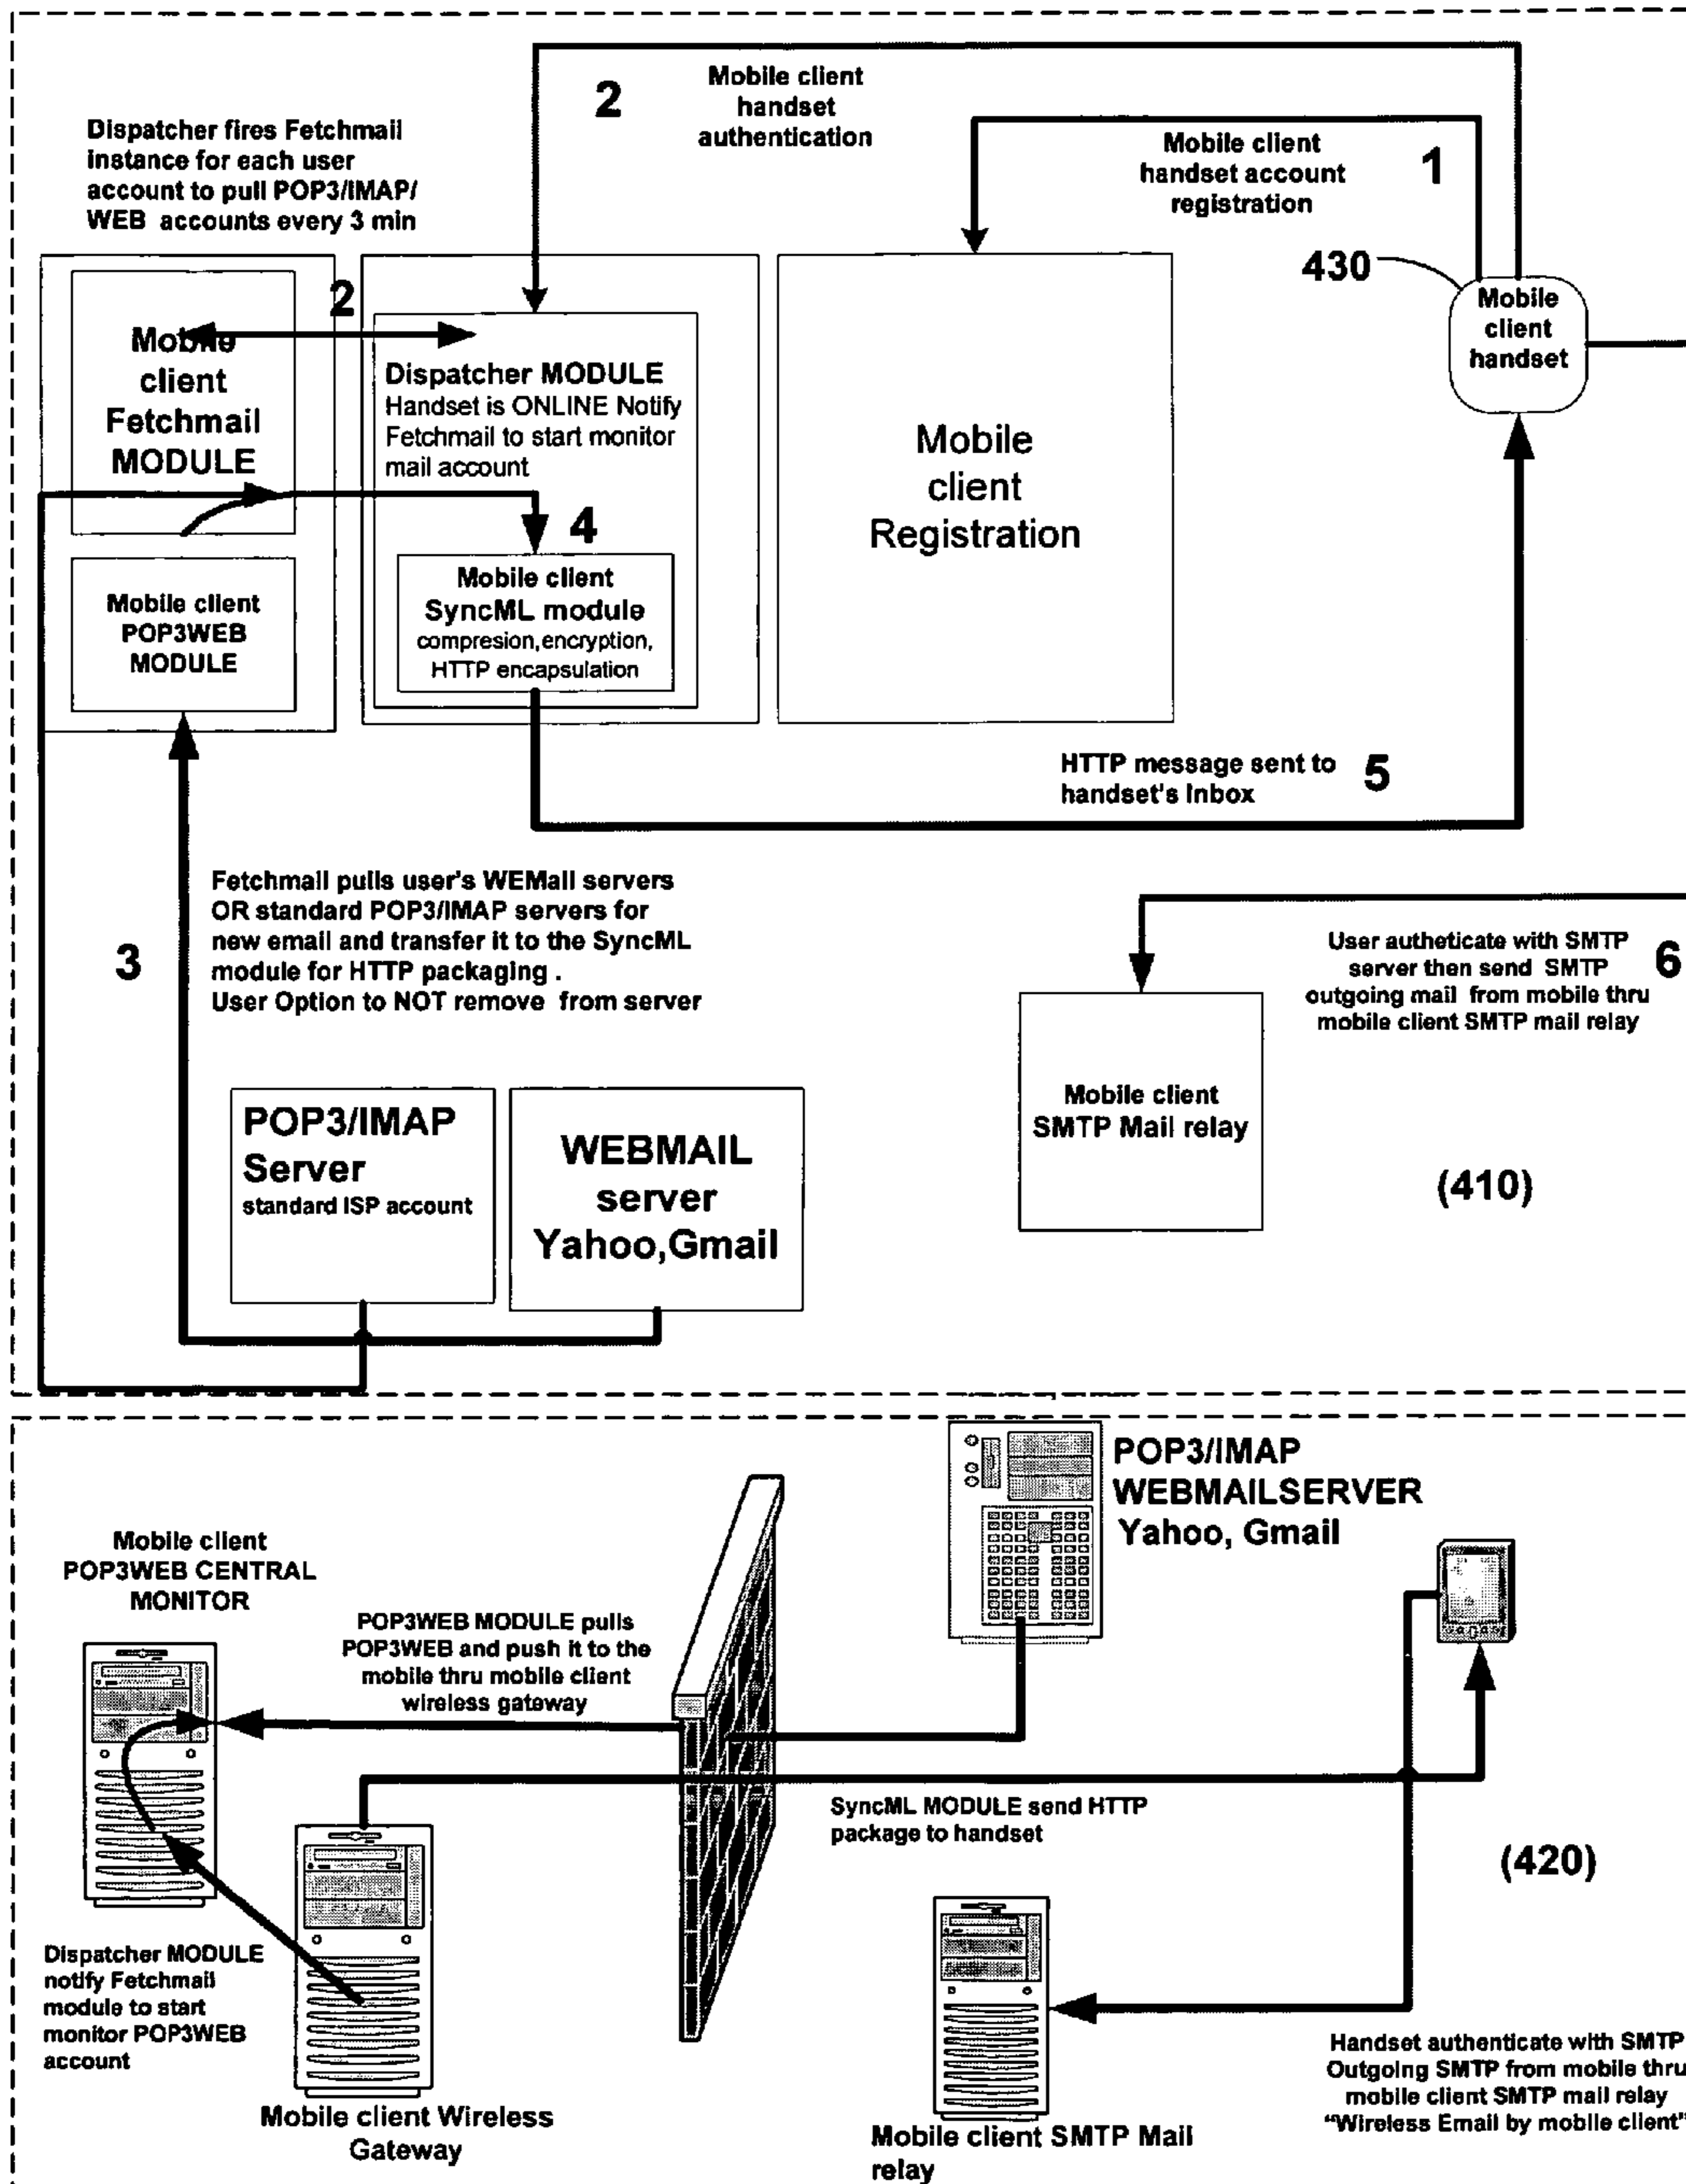 2
Mobile client
handset
authentication
Dispatcher fires Fetchmail
instance for each user
account to pull POP3/IMAP/
WEB accounts every 3 min
Mobile client
handset account
registration
1
430
Mobile
client
handset
2
Mobile
client
Fetchmail
MODULE
Dispatcher MODULE
Handset is ONLINE Notify
Fetchmail to start monitor
mail account
Mobile
client
Registration
4
Mobile client
POP3WEB
MODULE
Mobile client
SyncML module
compresion,encryption,
HTTP encapsulation
HTTP message sent to
handset's Inbox
5
3
Fetchmail pulls user's WEMail servers
OR standard POP3/IMAP servers for
new email and transfer it to the SyncML
module for HTTP packaging .
User Option to NOT remove from server
User autheticate with SMTP
server then send SMTP
outgoing mail from mobile thru
mobile client SMTP mail relay
6
POP3/IMAP
Server
standard ISP account
WEBMAIL
server
Yahoo,Gmail
Mobile client
SMTP Mail relay
(410)
POP3/IMAP
WEBMAILSERVER
Yahoo, Gmail
Mobile client
POP3WEB CENTRAL
MONITOR
POP3WEB MODULE pulls
POP3WEB and push it to the
mobile thru mobile client
wireless gateway
SyncML MODULE send HTTP
package to handset
(420)
Dispatcher MODULE
notify Fetchmail
module to start
monitor POP3WEB
account
Mobile client Wireless
Gateway
Mobile client SMTP Mail
relay
Handset authenticate with SMTP
Outgoing SMTP from mobile thru
mobile client SMTP mail relay
"Wireless Email by mobile client"